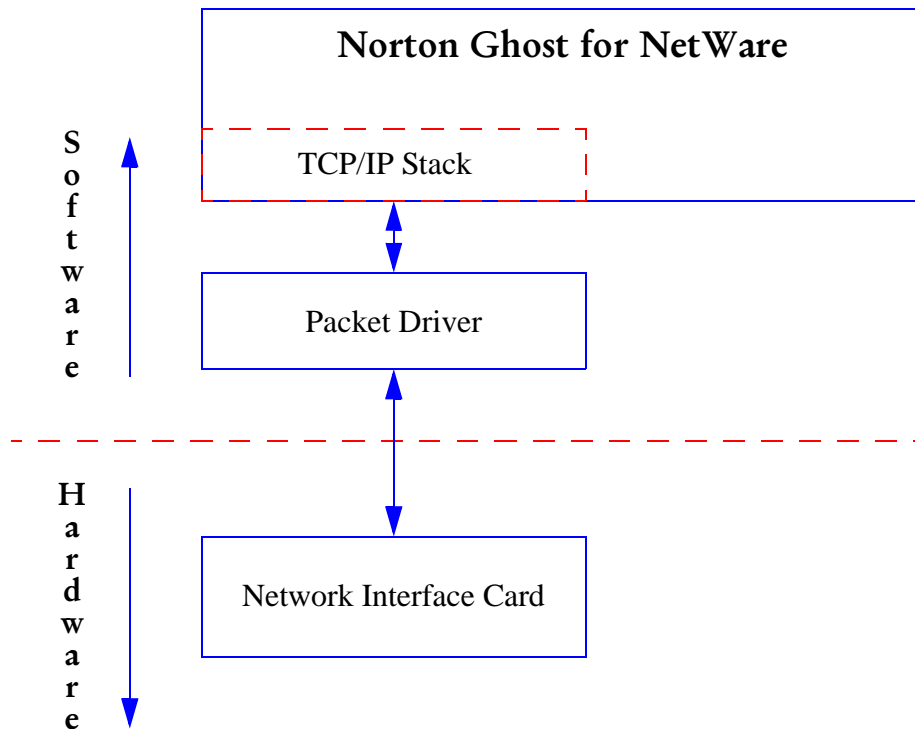 Norton Ghost for NetWare
TCP/IP Stack
Software
Packet Driver
Hardware
Network Interface Card